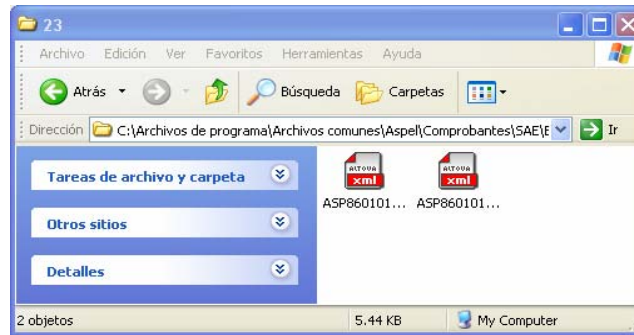 23
Archivo Edición Ver Favoritos Herramientas Ayuda
Atrás Búsqueda Carpetas
Dirección C:\Archivos de programa\Archivos comunes\Aspel\Comprobantes\SAE\E Ir
Tareas de archivo y carpeta
Otros sitios
Detalles
ALTOVA ALTOVA
xml xml
ASP860101... ASP860101...
2 objetos 5.44 KB My Computer